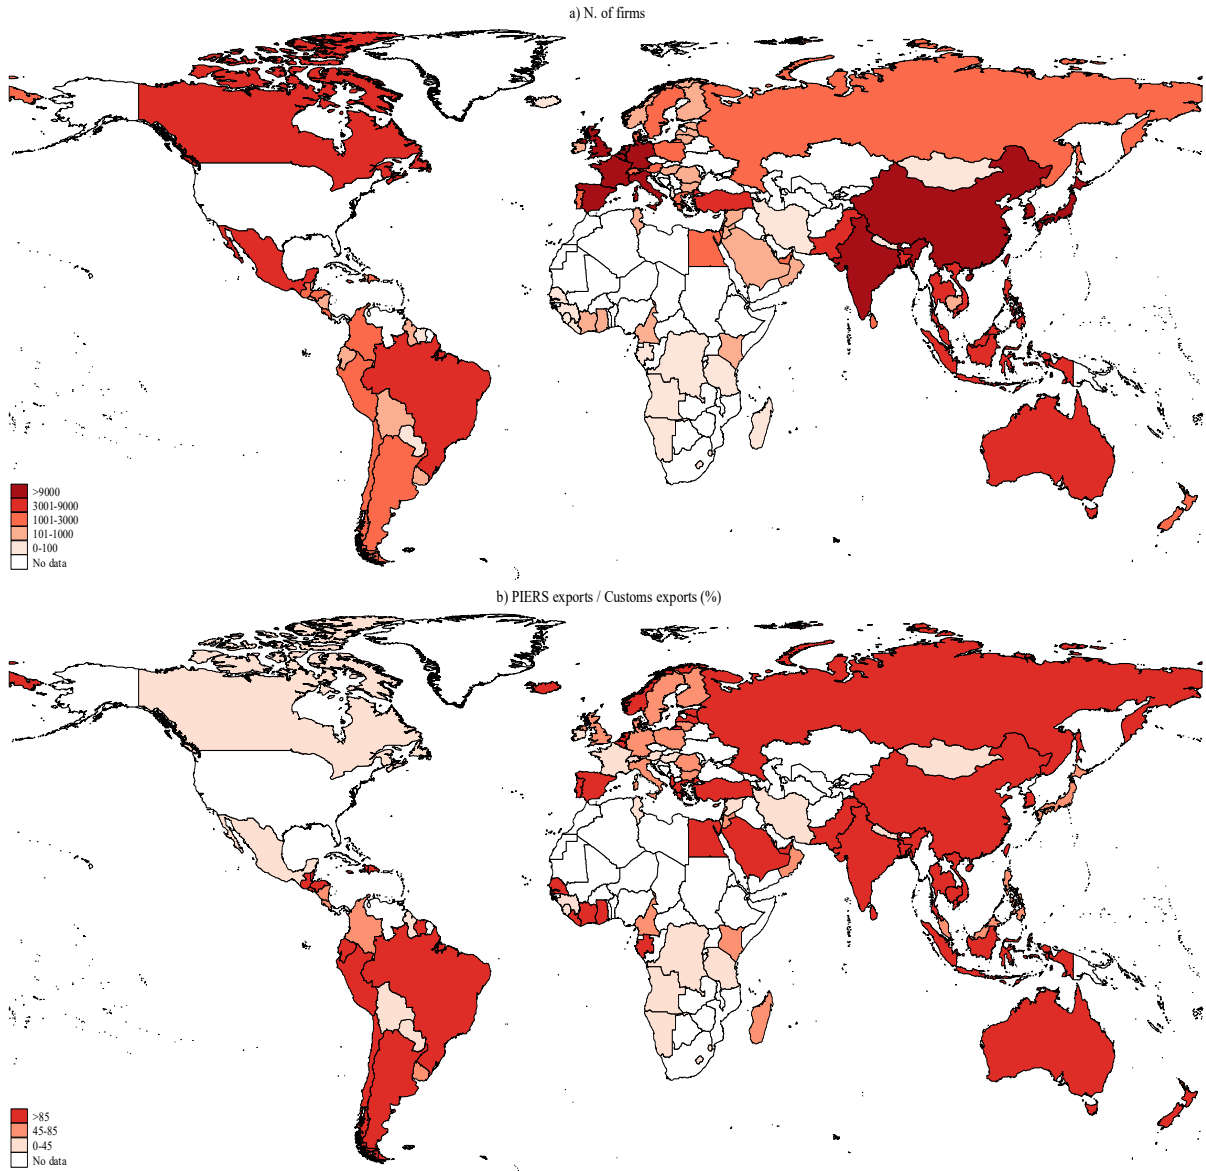 a) N. of firms
>9000
3001-9000
1001-3000
101-1000
0-100
No data
b) PIERS exports / Customs exports (%)
>85
45-85
0-45
No data